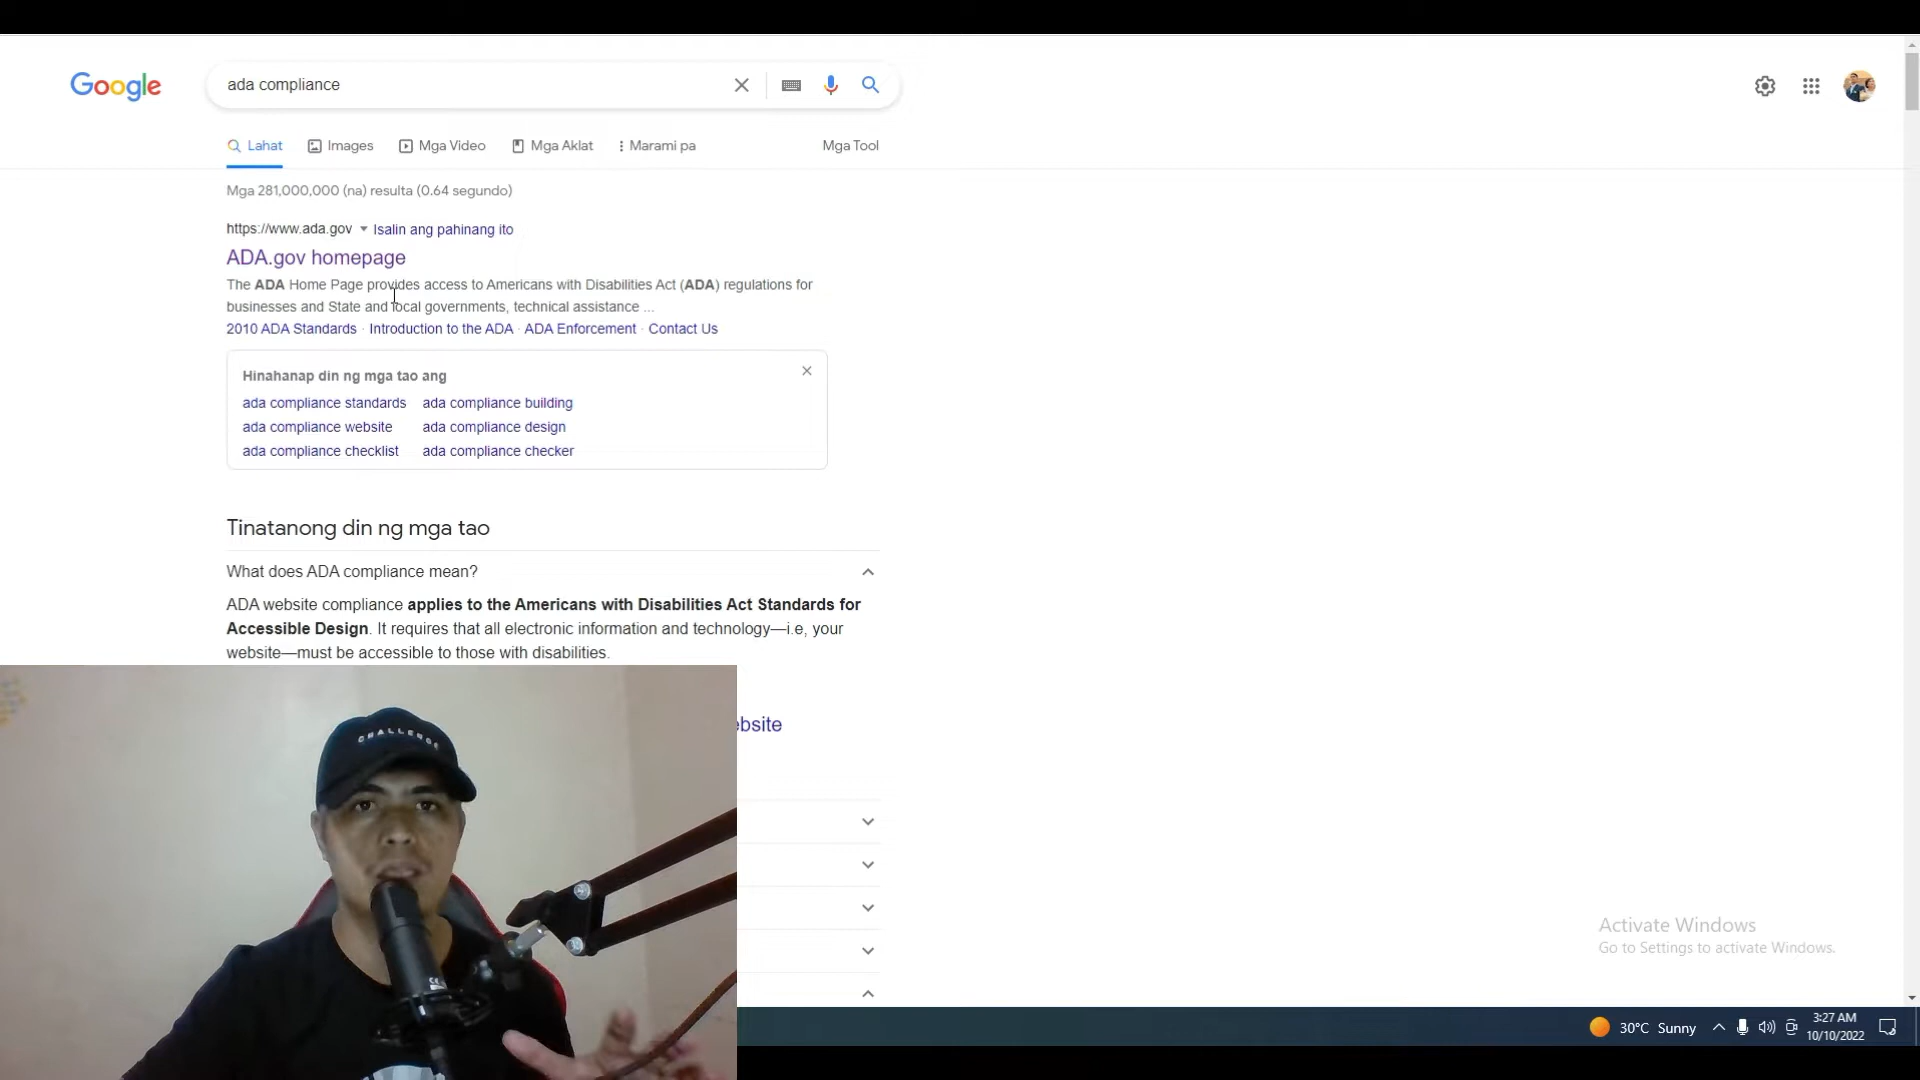 Google
ada compliance
Lahat
Images
Mga Video
Mga Aklat
Marami pa
Mga Tool
Mga 281,000,000 (na) resulta (0.64 segundo)
https://www.ada.gov
Isalin ang pahinang ito
ADA.gov homepage
The ADA Home Page provides access to Americans with Disabilities Act (ADA) regulations for
businesses and State and local governments, technical assistance ...
2010 ADA Standards · Introduction to the ADA · ADA Enforcement · Contact Us
Hinahanap din ng mga tao ang
ada compliance standards
ada compliance building
ada compliance website
ada compliance design
ada compliance checklist
ada compliance checker
Tinatanong din ng mga tao
What does ADA compliance mean?
ADA website compliance applies to the Americans with Disabilities Act Standards for
Accessible Design. It requires that all electronic information and technology—i.e, your
website—must be accessible to those with disabilities.
ebsite
CHALLENGE
Activate Windows
Go to Settings to activate Windows.
30°C Sunny
3:27 AM
10/10/2022